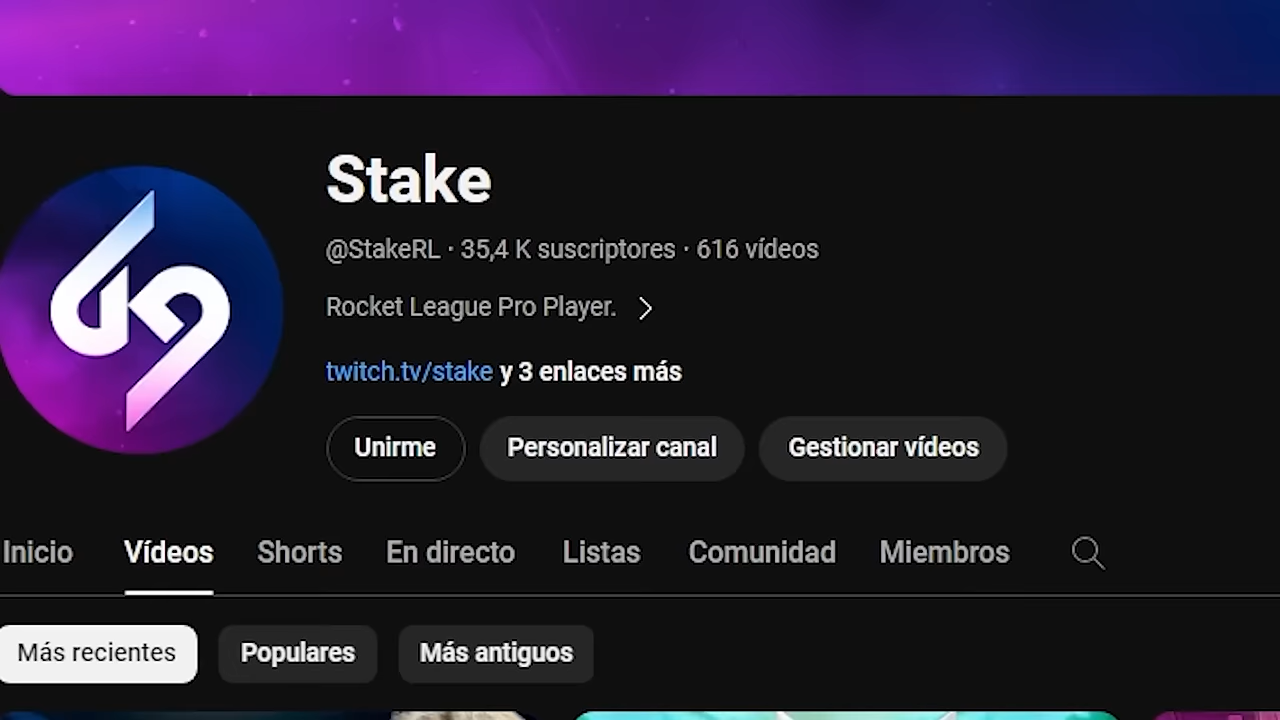 Stake
@StakeRL · 35,4 K suscriptores · 616 vídeos
Rocket League Pro Player.
twitch.tv/stake y 3 enlaces más
Unirme Personalizar canal Gestionar vídeos
Inicio Vídeos Shorts En directo Listas Comunidad Miembros
Más recientes Populares Más antiguos